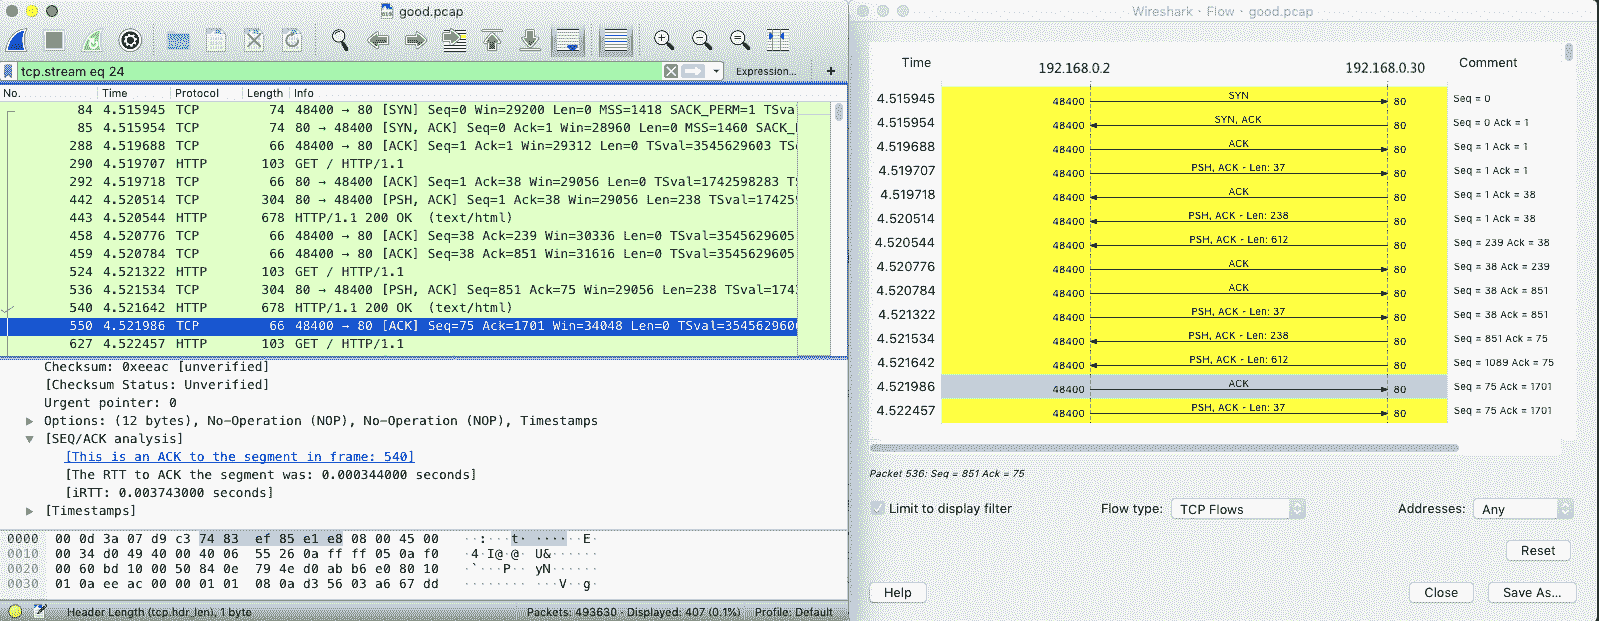 good.pcap
tcp.stream eq 24
Expression...
+
No. Time Protocol Length Info
84 4.515945 TCP 74 48400 → 80 [SYN] Seq=0 Win=29200 Len=0 MSS=1418 SACK_PERM=1 TSva
85 4.515954 TCP 74 80 → 48400 [SYN, ACK] Seq=0 Ack=1 Win=28960 Len=0 MSS=1460 SACK_
288 4.519688 TCP 66 48400 → 80 [ACK] Seq=1 Ack=1 Win=29312 Len=0 TSval=3545629603 TS
290 4.519707 HTTP 103 GET / HTTP/1.1
292 4.519718 TCP 66 80 → 48400 [ACK] Seq=1 Ack=38 Win=29056 Len=0 TSval=1742598283 T
442 4.520514 TCP 304 80 → 48400 [PSH, ACK] Seq=1 Ack=38 Win=29056 Len=238 TSval=17425
443 4.520544 HTTP 678 HTTP/1.1 200 OK (text/html)
458 4.520776 TCP 66 48400 → 80 [ACK] Seq=38 Ack=239 Win=30336 Len=0 TSval=3545629605
459 4.520784 TCP 66 48400 → 80 [ACK] Seq=38 Ack=851 Win=31616 Len=0 TSval=3545629605
524 4.521322 HTTP 103 GET / HTTP/1.1
536 4.521534 TCP 304 80 → 48400 [PSH, ACK] Seq=851 Ack=75 Win=29056 Len=238 TSval=174
540 4.521642 HTTP 678 HTTP/1.1 200 OK (text/html)
550 4.521986 TCP 66 48400 → 80 [ACK] Seq=75 Ack=1701 Win=34048 Len=0 TSval=354562960
627 4.522457 HTTP 103 GET / HTTP/1.1
Checksum: 0xeeac [unverified]
[Checksum Status: Unverified]
Urgent pointer: 0
Options: (12 bytes), No-Operation (NOP), No-Operation (NOP), Timestamps
[SEQ/ACK analysis]
[This is an ACK to the segment in frame: 540]
[The RTT to ACK the segment was: 0.000344000 seconds]
[iRTT: 0.003743000 seconds]
[Timestamps]
0000 00 0d 3a 07 d9 c3 74 83 ef 85 e1 e8 08 00 45 00 ··:···t· ······E·
0010 00 34 d0 49 40 00 40 06 55 26 0a ff ff 05 0a f0 ·4·I@·@· U&······
0020 00 60 bd 10 00 50 84 0e 79 4e d0 ab b6 e0 80 10 ·`···P·· yN······
0030 01 0a ee ac 00 00 01 01 08 0a d3 56 03 a6 67 dd ········ ···V··g·
Header Length (tcp.hdr_len), 1 byte
Packets: 493630 · Displayed: 407 (0.1%)
Profile: Default
Wireshark · Flow · good.pcap
Time 192.168.0.2 192.168.0.30 Comment
4.515945 48400 SYN 80 Seq = 0
4.515954 48400 SYN, ACK 80 Seq = 0 Ack = 1
4.519688 48400 ACK 80 Seq = 1 Ack = 1
4.519707 48400 PSH, ACK - Len: 37 80 Seq = 1 Ack = 1
4.519718 48400 ACK 80 Seq = 1 Ack = 38
4.520514 48400 PSH, ACK - Len: 238 80 Seq = 1 Ack = 38
4.520544 48400 PSH, ACK - Len: 612 80 Seq = 239 Ack = 38
4.520776 48400 ACK 80 Seq = 38 Ack = 239
4.520784 48400 ACK 80 Seq = 38 Ack = 851
4.521322 48400 PSH, ACK - Len: 37 80 Seq = 38 Ack = 851
4.521534 48400 PSH, ACK - Len: 238 80 Seq = 851 Ack = 75
4.521642 48400 PSH, ACK - Len: 612 80 Seq = 1089 Ack = 75
4.521986 48400 ACK 80 Seq = 75 Ack = 1701
4.522457 48400 PSH, ACK - Len: 37 80 Seq = 75 Ack = 1701
Packet 536: Seq = 851 Ack = 75
Limit to display filter
Flow type: TCP Flows
Addresses: Any
Reset
Help
Close
Save As...